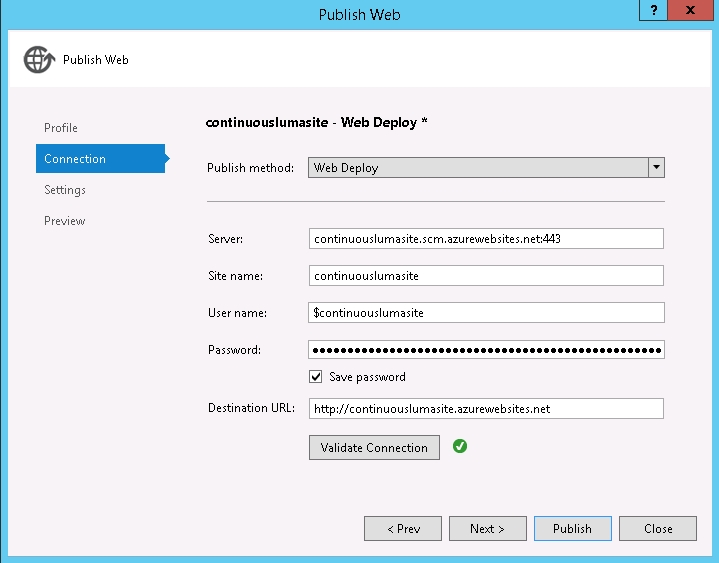 Publish Web
? x
Publish Web
continuouslumasite - Web Deploy *
Profile
Connection
Settings
Preview
Publish method: Web Deploy
Server: continuouslumasite.scm.azurewebsites.net:443
Site name: continuouslumasite
User name: $continuouslumasite
Password: ••••••••••••••••••••••••••••••••••••••••••••••••••
Save password
Destination URL: http://continuouslumasite.azurewebsites.net
Validate Connection
< Prev Next > Publish Close